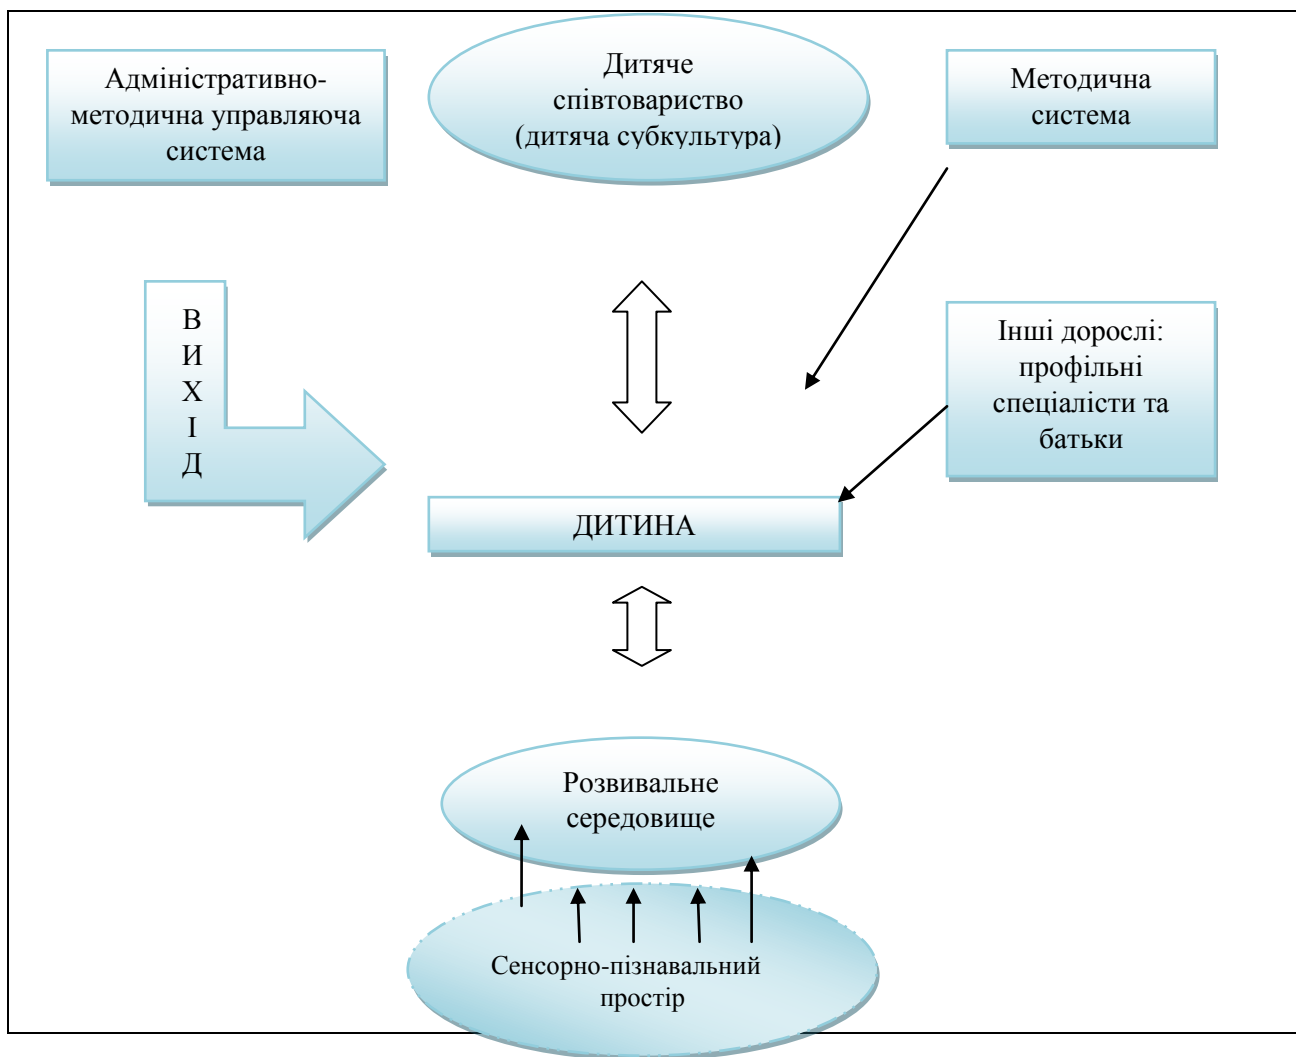 Адміністративно-
методична управляюча
система
Дитяче
співтовариство
(дитяча субкультура)
Методична
система
В
И
Х
І
Д
Інші дорослі:
профільні
спеціалісти та
батьки
ДИТИНА
Розвивальне
середовище
Сенсорно-пізнавальний
простір